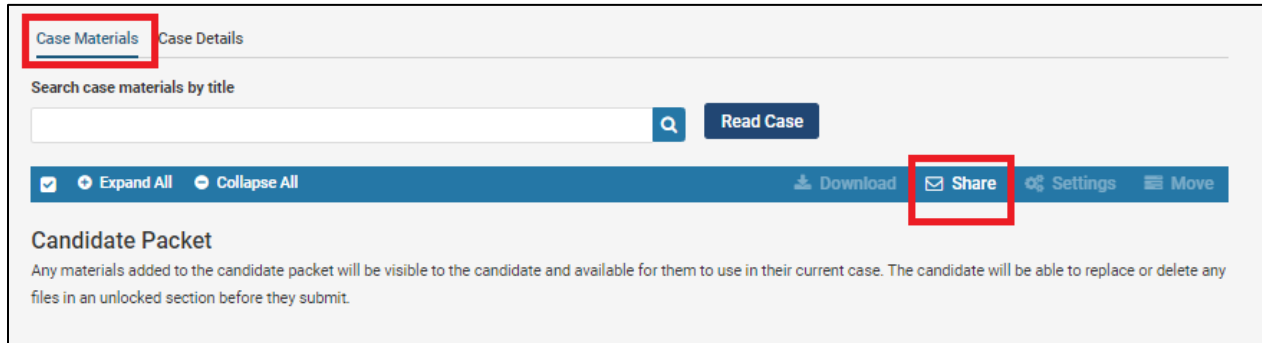 Case Materials Case Details
Search case materials by title
Read Case
Expand All Collapse All Download Share Settings Move
Candidate Packet
Any materials added to the candidate packet will be visible to the candidate and available for them to use in their current case. The candidate will be able to replace or delete any
files in an unlocked section before they submit.